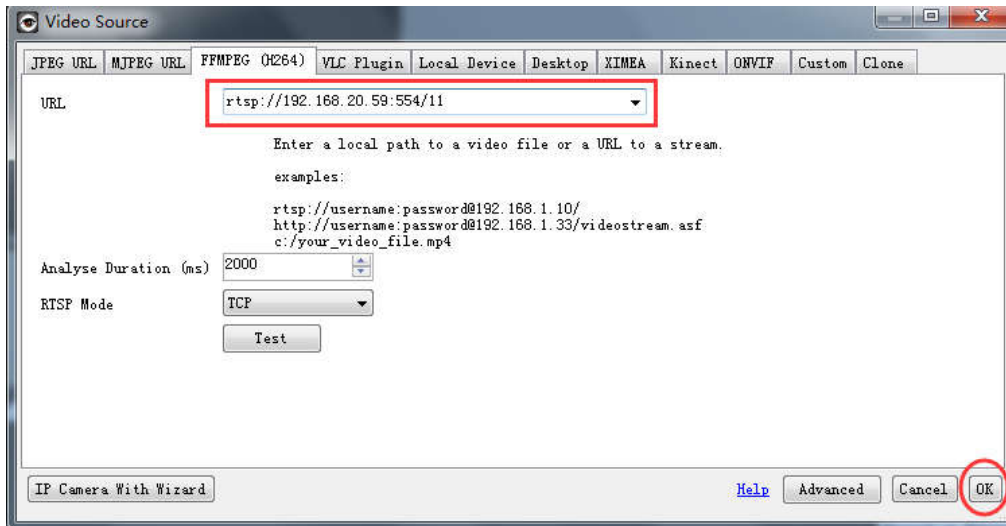 Video Source
JPEG URL MJPEG URL FFMPEG (H264) VLC Plugin Local Device Desktop XIMEA Kinect ONVIF Custom Clone
URL rtsp://192.168.20.59:554/11
Enter a local path to a video file or a URL to a stream.
examples:
rtsp://username:password@192.168.1.10/
http://username:password@192.168.1.33/videostream.asf
c:/your_video_file.mp4
Analyse Duration (ms) 2000
RTSP Mode TCP
Test
IP Camera With Wizard Help Advanced Cancel OK